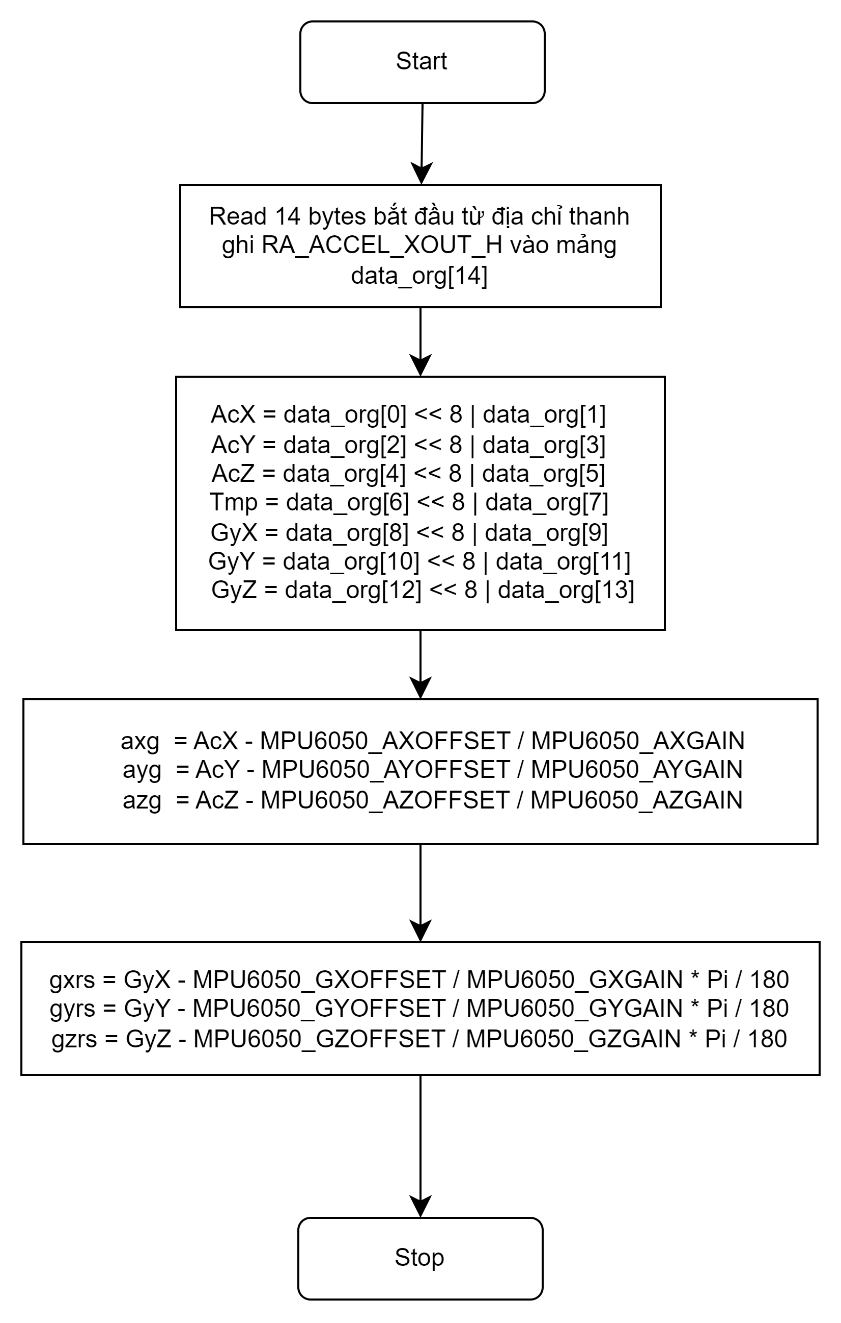 Start
Read 14 bytes bắt đầu từ địa chỉ thanh
ghi RA_ACCEL_XOUT_H vào mảng
data_org[14]
AcX = data_org[0] << 8 | data_org[1]
AcY = data_org[2] << 8 | data_org[3]
AcZ = data_org[4] << 8 | data_org[5]
Tmp = data_org[6] << 8 | data_org[7]
GyX = data_org[8] << 8 | data_org[9]
GyY = data_org[10] << 8 | data_org[11]
GyZ = data_org[12] << 8 | data_org[13]
axg = AcX - MPU6050_AXOFFSET / MPU6050_AXGAIN
ayg = AcY - MPU6050_AYOFFSET / MPU6050_AYGAIN
azg = AcZ - MPU6050_AZOFFSET / MPU6050_AZGAIN
gxrs = GyX - MPU6050_GXOFFSET / MPU6050_GXGAIN * Pi / 180
gyrs = GyY - MPU6050_GYOFFSET / MPU6050_GYGAIN * Pi / 180
gzrs = GyZ - MPU6050_GZOFFSET / MPU6050_GZGAIN * Pi / 180
Stop